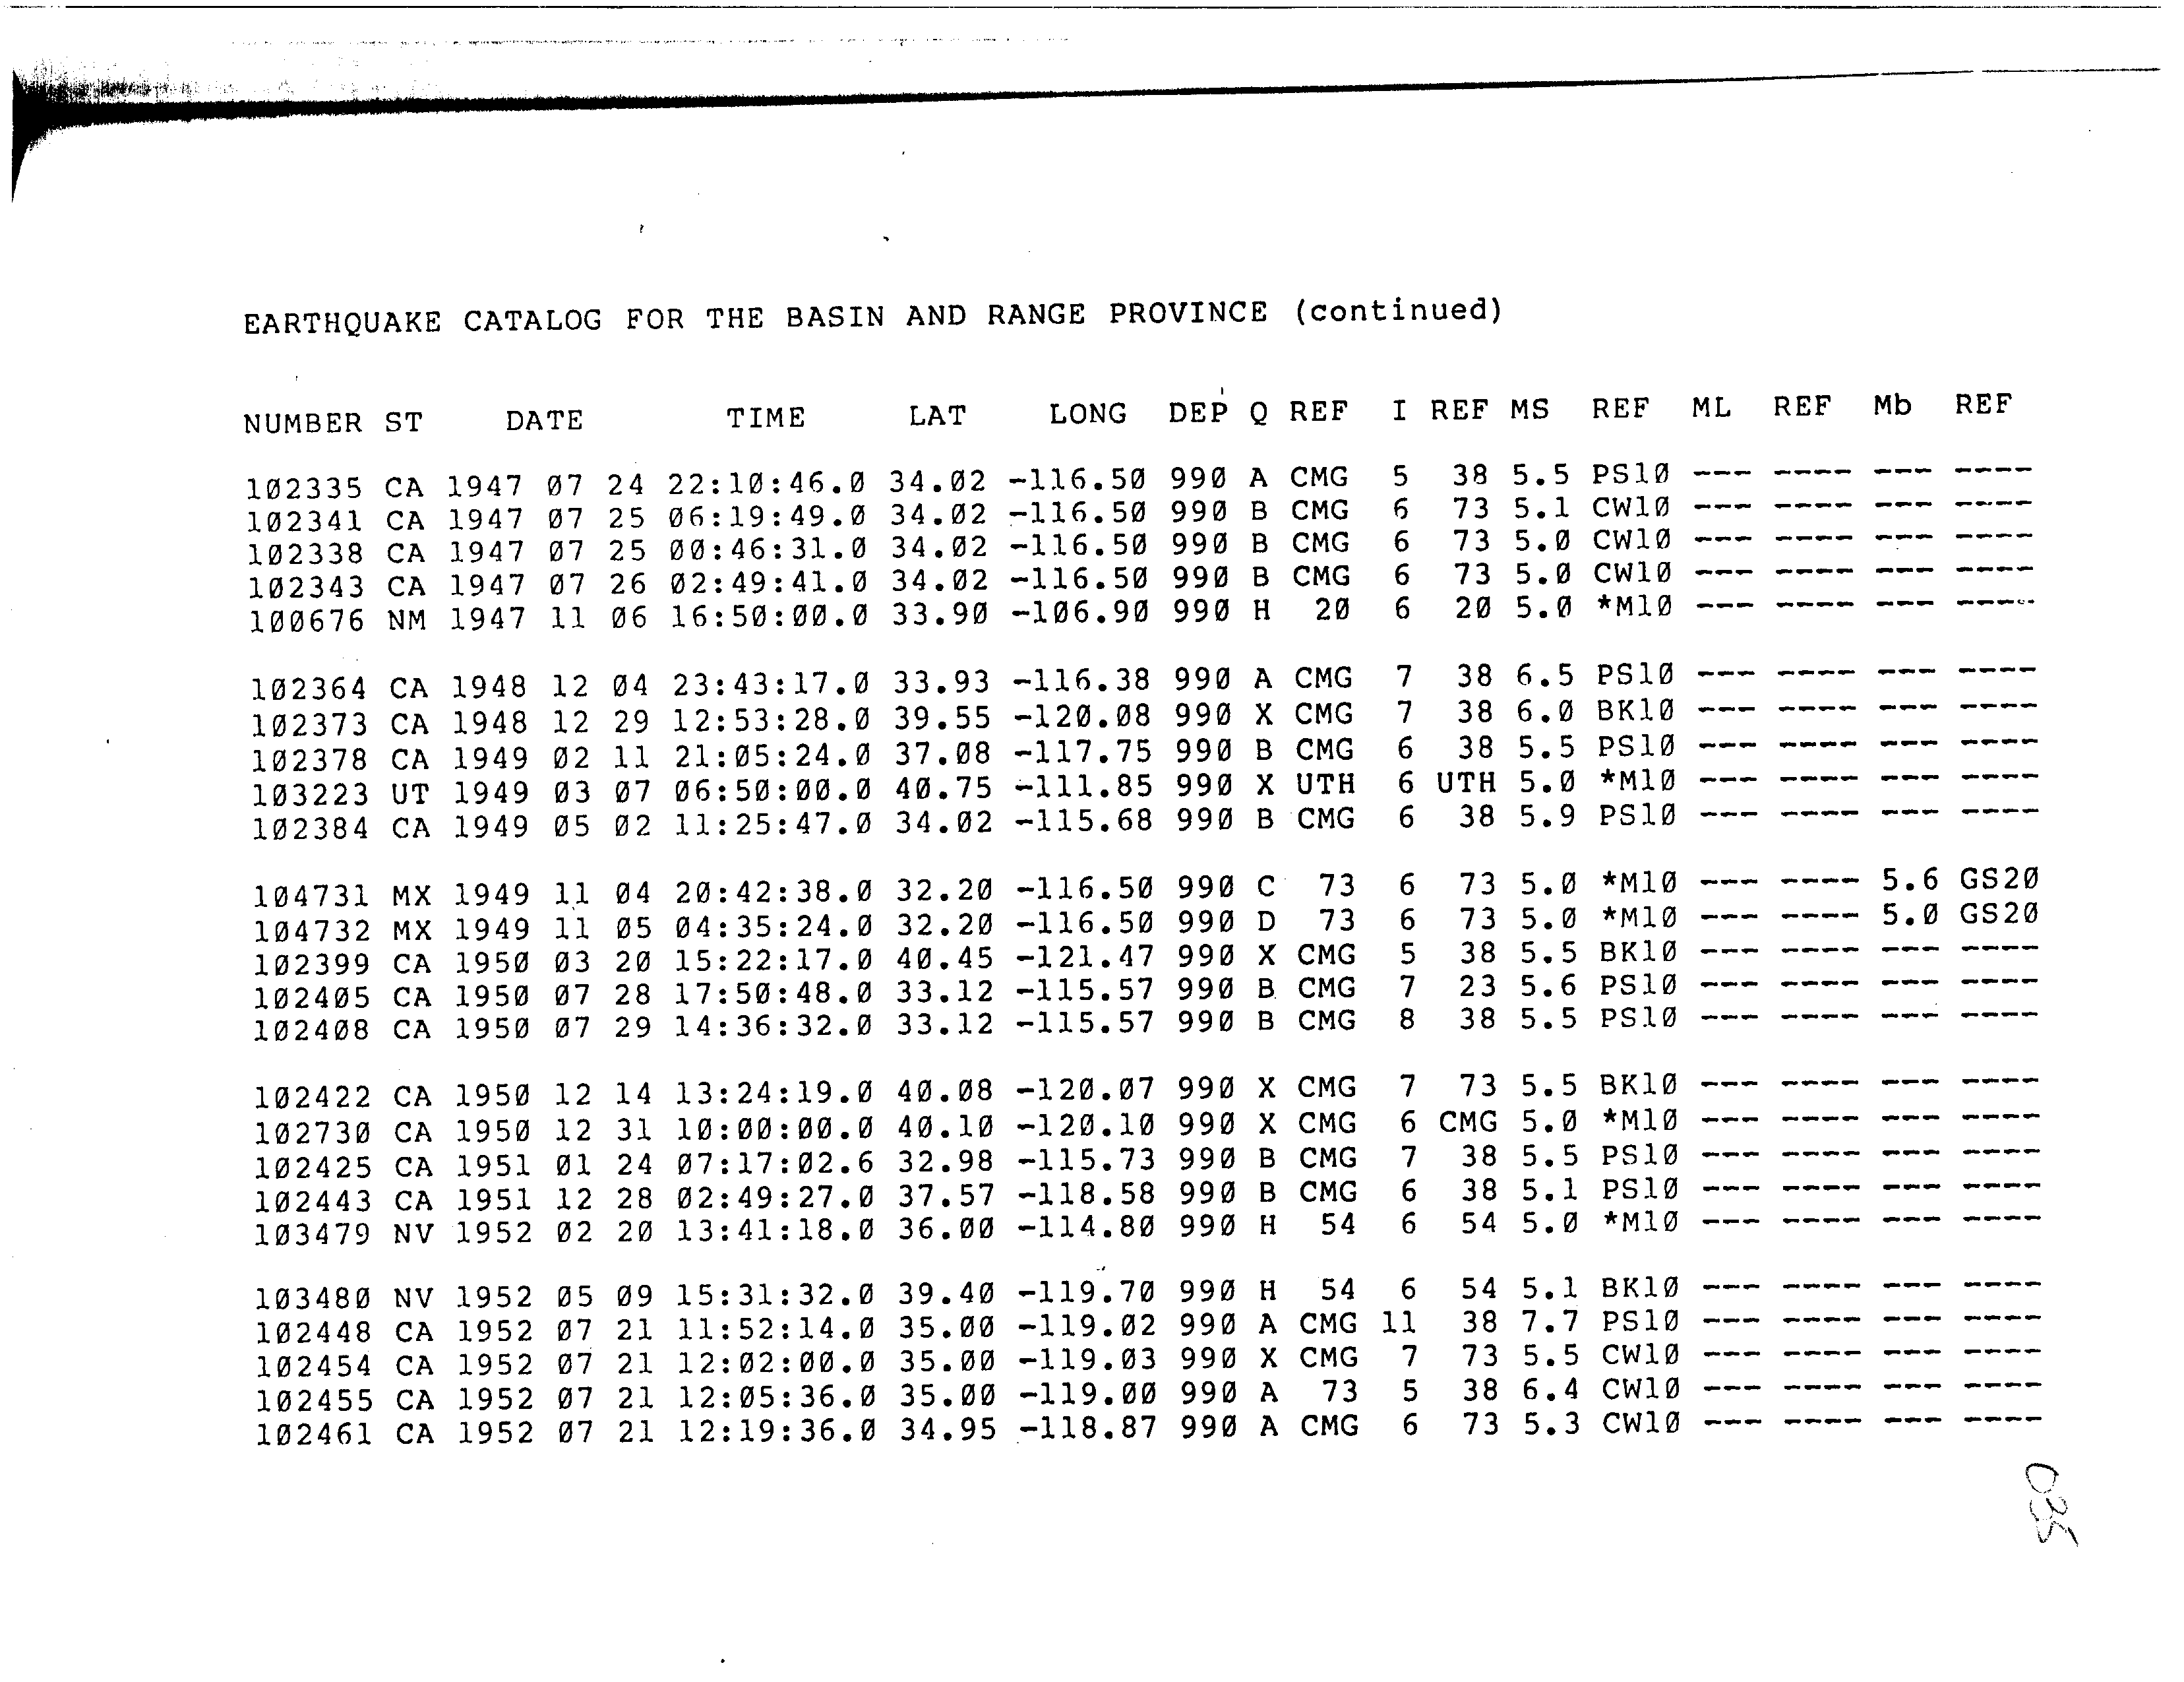 EARTHQUAKE CATALOG FOR THE BASIN AND RANGE PROVINCE (continued)
NUMBER ST DATE TIME LAT LONG DEP Q REF I REF MS REF ML REF Mb REF
102335 CA 1947 07 24 22:10:46.0 34.02 -116.50 990 A CMG 5 38 5.5 PS10 --- ---- --- ----
102341 CA 1947 07 25 06:19:49.0 34.02 -116.50 990 B CMG 6 73 5.1 CW10 --- ---- --- ----
102338 CA 1947 07 25 00:46:31.0 34.02 -116.50 990 B CMG 6 73 5.0 CW10 --- ---- --- ----
102343 CA 1947 07 26 02:49:41.0 34.02 -116.50 990 B CMG 6 73 5.0 CW10 --- ---- --- ----
100676 NM 1947 11 06 16:50:00.0 33.90 -106.90 990 H 20 6 20 5.0 *M10 --- ---- --- ----
102364 CA 1948 12 04 23:43:17.0 33.93 -116.38 990 A CMG 7 38 6.5 PS10 --- ---- --- ----
102373 CA 1948 12 29 12:53:28.0 39.55 -120.08 990 X CMG 7 38 6.0 BK10 --- ---- --- ----
102378 CA 1949 02 11 21:05:24.0 37.08 -117.75 990 B CMG 6 38 5.5 PS10 --- ---- --- ----
103223 UT 1949 03 07 06:50:00.0 40.75 -111.85 990 X UTH 6 UTH 5.0 *M10 --- ---- --- ----
102384 CA 1949 05 02 11:25:47.0 34.02 -115.68 990 B CMG 6 38 5.9 PS10 --- ---- --- ----
104731 MX 1949 11 04 20:42:38.0 32.20 -116.50 990 C 73 6 73 5.0 *M10 --- ---- 5.6 GS20
104732 MX 1949 11 05 04:35:24.0 32.20 -116.50 990 D 73 6 73 5.0 *M10 --- ---- 5.0 GS20
102399 CA 1950 03 20 15:22:17.0 40.45 -121.47 990 X CMG 5 38 5.5 BK10 --- ---- --- ----
102405 CA 1950 07 28 17:50:48.0 33.12 -115.57 990 B CMG 7 23 5.6 PS10 --- ---- --- ----
102408 CA 1950 07 29 14:36:32.0 33.12 -115.57 990 B CMG 8 38 5.5 PS10 --- ---- --- ----
102422 CA 1950 12 14 13:24:19.0 40.08 -120.07 990 X CMG 7 73 5.5 BK10 --- ---- --- ----
102730 CA 1950 12 31 10:00:00.0 40.10 -120.10 990 X CMG 6 CMG 5.0 *M10 --- ---- --- ----
102425 CA 1951 01 24 07:17:02.6 32.98 -115.73 990 B CMG 7 38 5.5 PS10 --- ---- --- ----
102443 CA 1951 12 28 02:49:27.0 37.57 -118.58 990 B CMG 6 38 5.1 PS10 --- ---- --- ----
103479 NV 1952 02 20 13:41:18.0 36.00 -114.80 990 H 54 6 54 5.0 *M10 --- ---- --- ----
103480 NV 1952 05 09 15:31:32.0 39.40 -119.70 990 H 54 6 54 5.1 BK10 --- ---- --- ----
102448 CA 1952 07 21 11:52:14.0 35.00 -119.02 990 A CMG 11 38 7.7 PS10 --- ---- --- ----
102454 CA 1952 07 21 12:02:00.0 35.00 -119.03 990 X CMG 7 73 5.5 CW10 --- ---- --- ----
102455 CA 1952 07 21 12:05:36.0 35.00 -119.00 990 A 73 5 38 6.4 CW10 --- ---- --- ----
102461 CA 1952 07 21 12:19:36.0 34.95 -118.87 990 A CMG 6 73 5.3 CW10 --- ---- --- ----